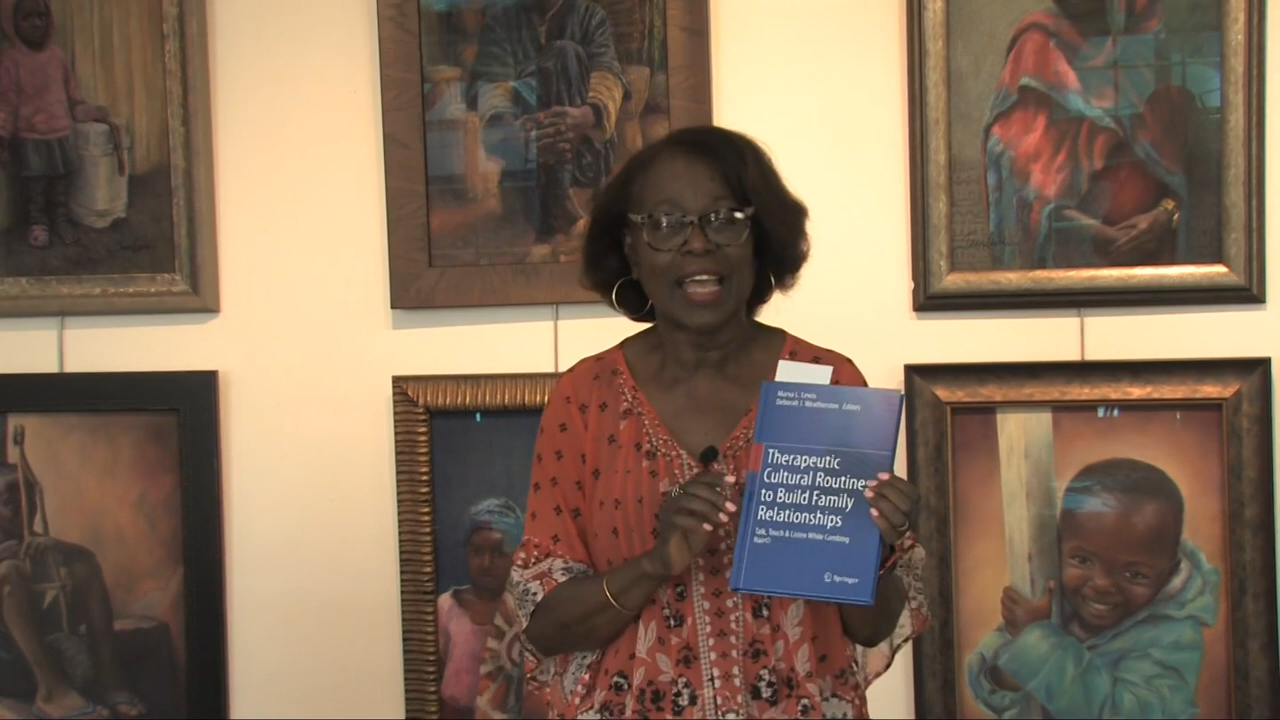 Marva L. Lewis
Deborah J. Weatherston Editors
Therapeutic
Cultural Routines
to Build Family
Relationships
Talk, Touch & Listen While Combing
Hair©
Springer